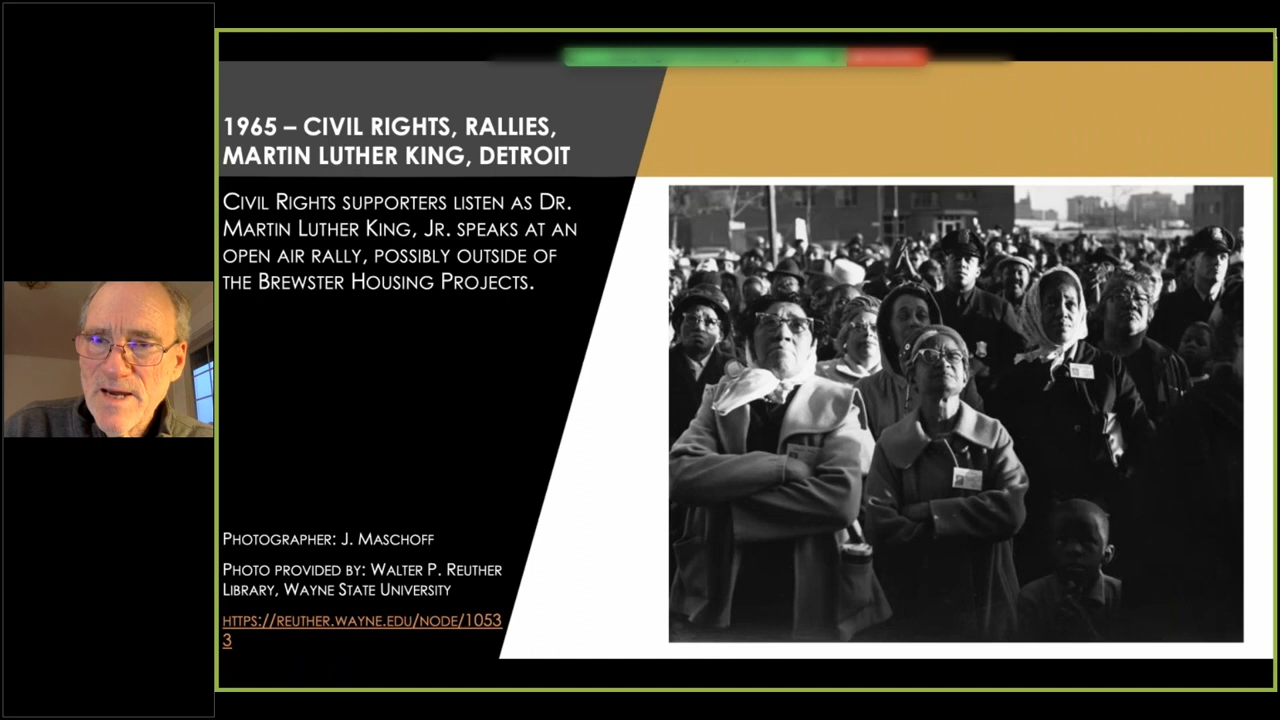 1965 – CIVIL RIGHTS, RALLIES,
MARTIN LUTHER KING, DETROIT
CIVIL RIGHTS SUPPORTERS LISTEN AS DR.
MARTIN LUTHER KING, JR. SPEAKS AT AN
OPEN AIR RALLY, POSSIBLY OUTSIDE OF
THE BREWSTER HOUSING PROJECTS.
PHOTOGRAPHER: J. MASCHOFF
PHOTO PROVIDED BY: WALTER P. REUTHER
LIBRARY, WAYNE STATE UNIVERSITY
HTTPS://REUTHER.WAYNE.EDU/NODE/1053
3